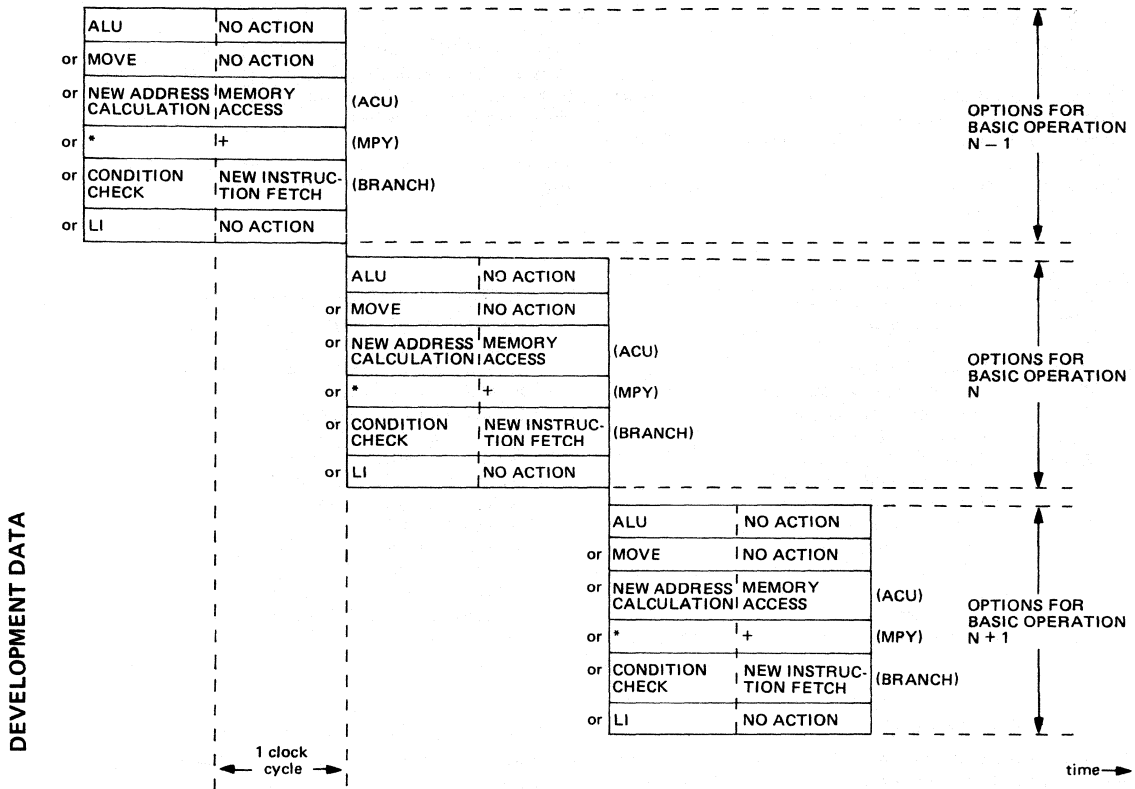 ALU NO ACTION
or MOVE NO ACTION
or NEW ADDRESS MEMORY
CALCULATION ACCESS (ACU)
or * + (MPY)
or CONDITION NEW INSTRUC-
CHECK TION FETCH (BRANCH)
or LI NO ACTION
OPTIONS FOR
BASIC OPERATION
N – 1
ALU NO ACTION
or MOVE NO ACTION
or NEW ADDRESS MEMORY
CALCULATION ACCESS (ACU)
or * + (MPY)
or CONDITION NEW INSTRUC-
CHECK TION FETCH (BRANCH)
or LI NO ACTION
OPTIONS FOR
BASIC OPERATION
N
ALU NO ACTION
or MOVE NO ACTION
or NEW ADDRESS MEMORY
CALCULATION ACCESS (ACU)
or * + (MPY)
or CONDITION NEW INSTRUC-
CHECK TION FETCH (BRANCH)
or LI NO ACTION
OPTIONS FOR
BASIC OPERATION
N + 1
DEVELOPMENT DATA
1 clock
cycle
time